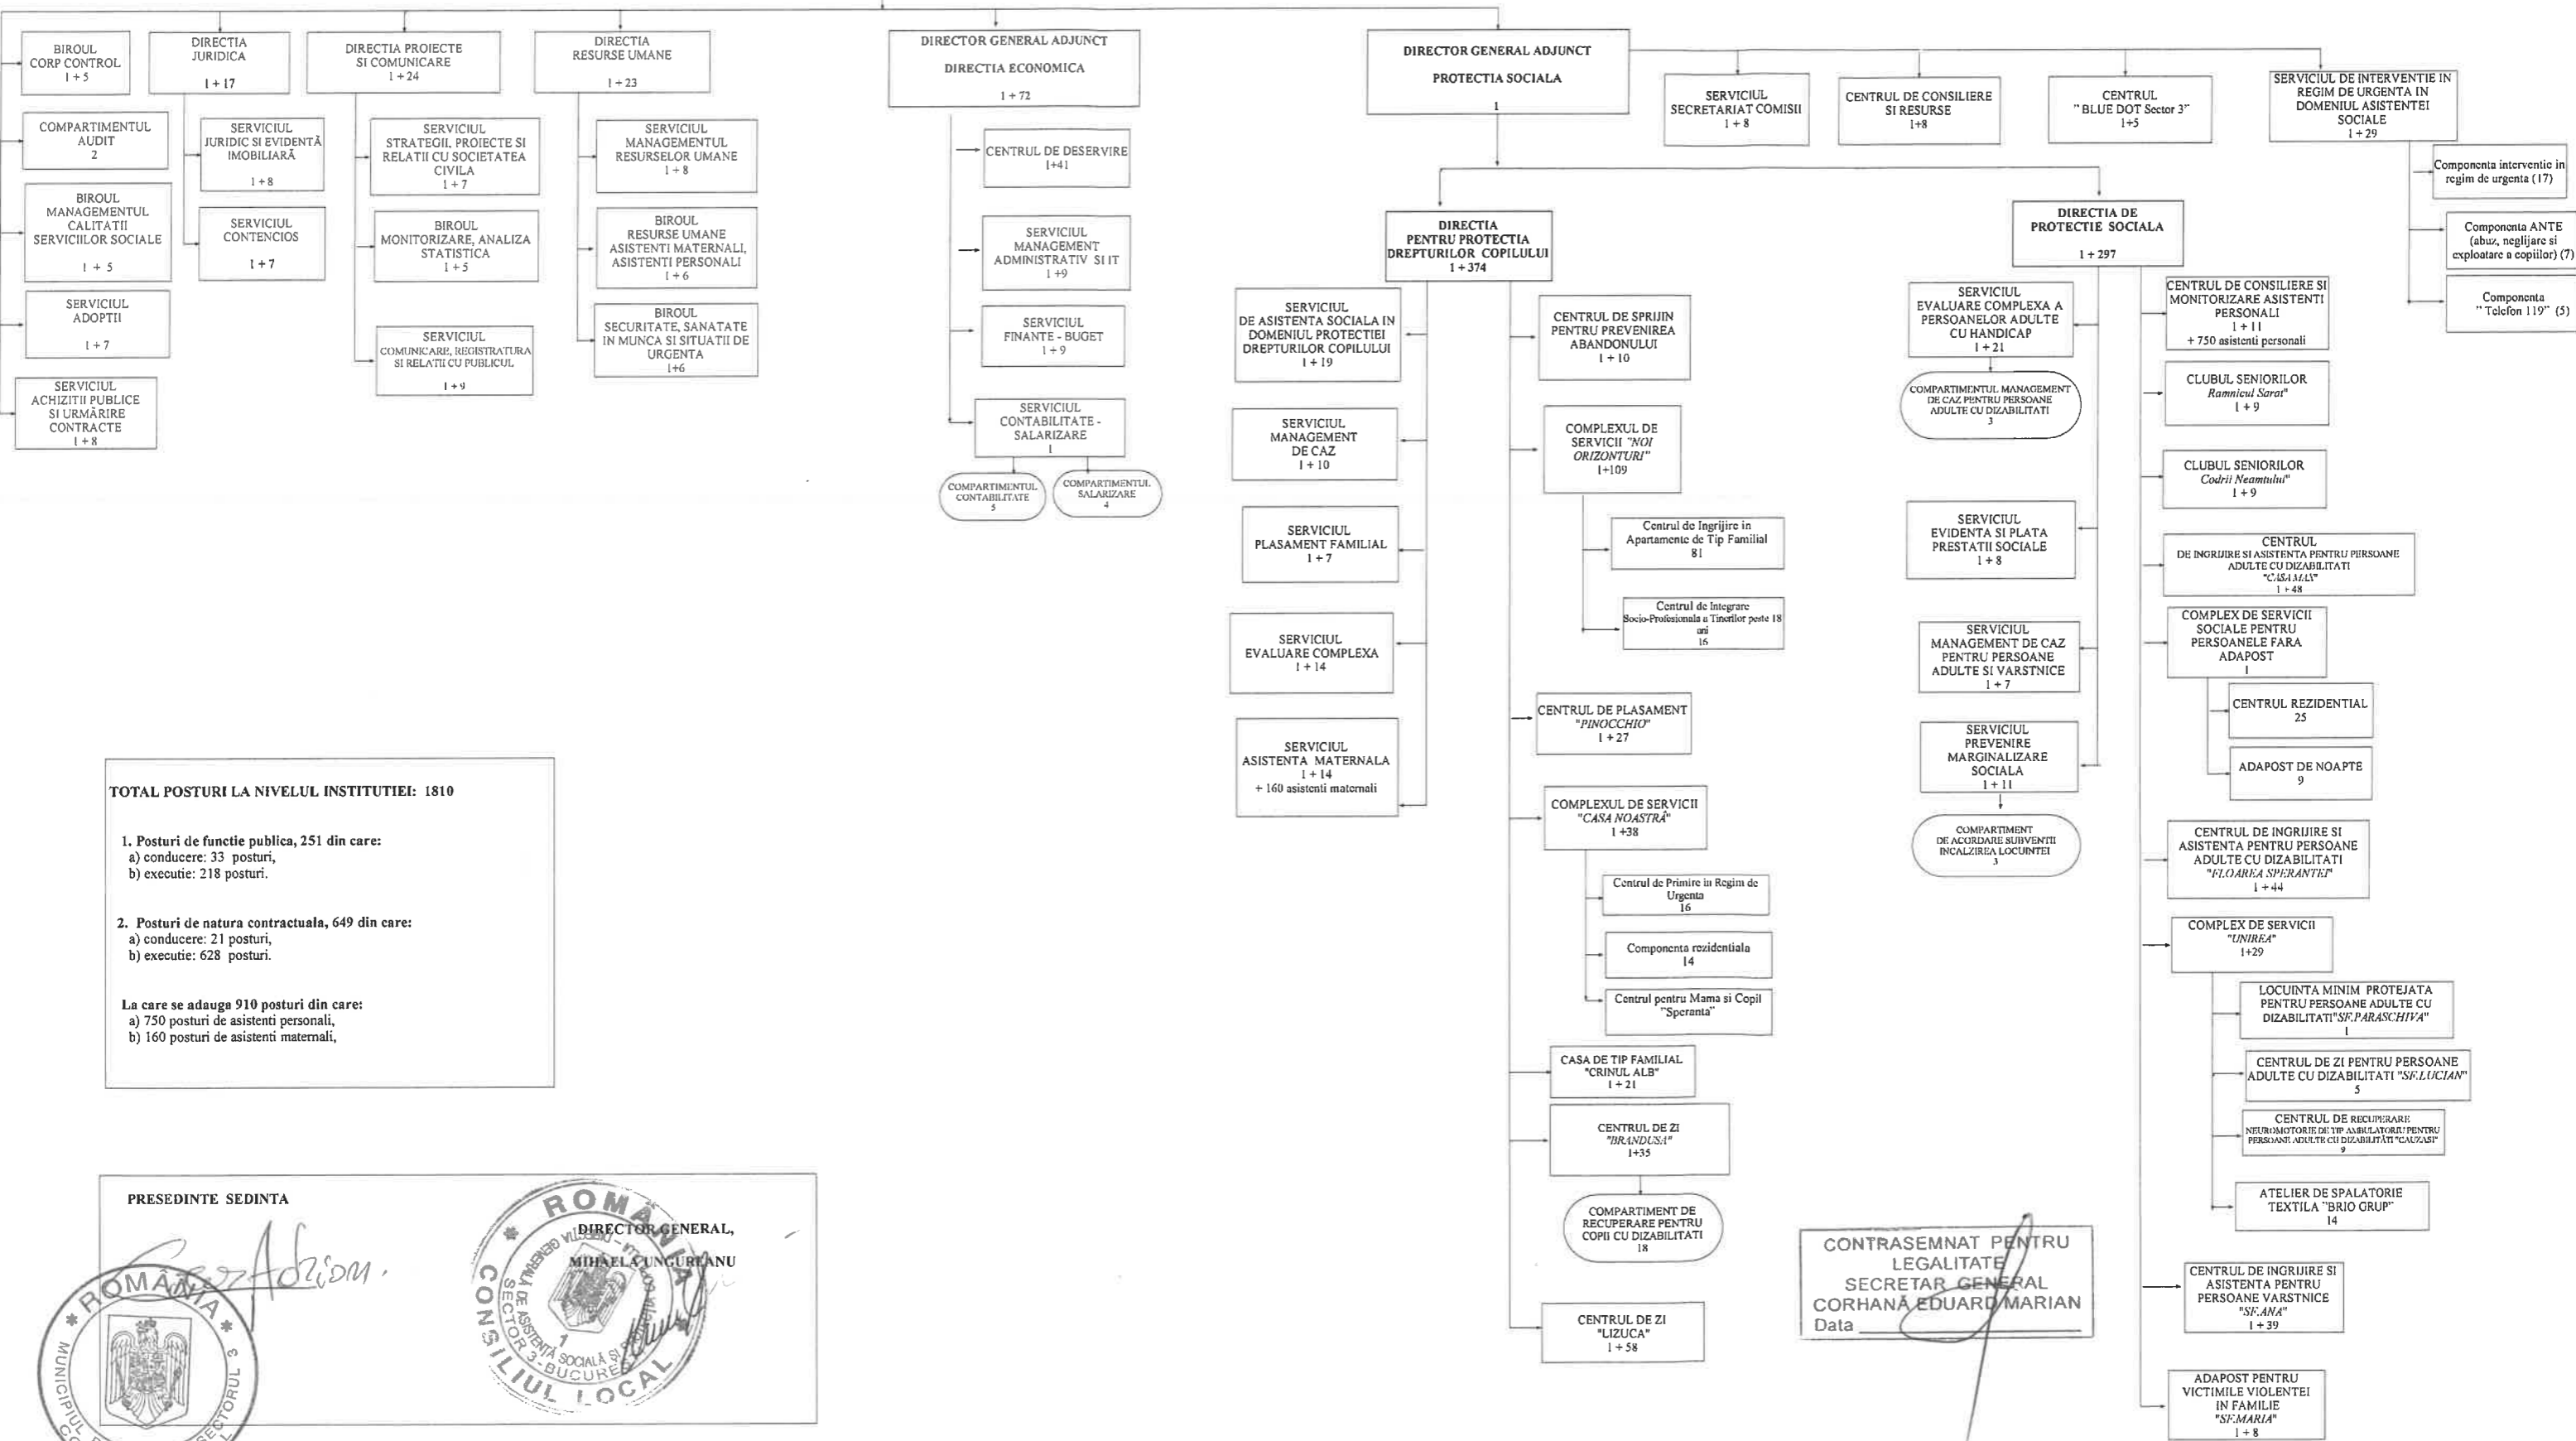 BIROUL
CORP CONTROL
1 + 5
COMPARTIMENTUL
AUDIT
2
BIROUL
MANAGEMENTUL
CALITATII
SERVICIILOR SOCIALE
1 + 5
SERVICIUL
ADOPTII
1 + 7
SERVICIUL
ACHIZITII PUBLICE
SI URMĂRIRE
CONTRACTE
1 + 8
DIRECTIA
JURIDICA
1 + 17
SERVICIUL
JURIDIC SI EVIDENTĂ
IMOBILIARĂ
1 + 8
SERVICIUL
CONTENCIOS
1 + 7
DIRECTIA PROIECTE
SI COMUNICARE
1 + 24
SERVICIUL
STRATEGII, PROIECTE SI
RELATII CU SOCIETATEA
CIVILA
1 + 7
BIROUL
MONITORIZARE, ANALIZA
STATISTICA
1 + 5
SERVICIUL
COMUNICARE, REGISTRATURA
SI RELATII CU PUBLICUL
1 + 9
DIRECTIA
RESURSE UMANE
1 + 23
SERVICIUL
MANAGEMENTUL
RESURSELOR UMANE
1 + 8
BIROUL
RESURSE UMANE
ASISTENTI MATERNALI,
ASISTENTI PERSONALI
1 + 6
BIROUL
SECURITATE, SANATATE
IN MUNCA SI SITUATII DE
URGENTA
1+6
DIRECTOR GENERAL ADJUNCT
DIRECTIA ECONOMICA
1 + 72
CENTRUL DE DESERVIRE
1+41
SERVICIUL
MANAGEMENT
ADMINISTRATIV SI IT
1 +9
SERVICIUL
FINANTE - BUGET
1 + 9
SERVICIUL
CONTABILITATE -
SALARIZARE
1
COMPARTIMENTUL
CONTABILITATE
5
COMPARTIMENTUL
SALARIZARE
4
DIRECTOR GENERAL ADJUNCT
PROTECTIA SOCIALA
1
SERVICIUL
SECRETARIAT COMISII
1 + 8
CENTRUL DE CONSILIERE
SI RESURSE
1+8
CENTRUL
"BLUE DOT Sector 3"
1+5
SERVICIUL DE INTERVENTIE IN
REGIM DE URGENTA IN
DOMENIUL ASISTENTEI
SOCIALE
1 + 29
Componenta interventie in
regim de urgenta (17)
Componenta ANTE
(abuz, neglijare si
exploatare a copiilor) (7)
Componenta
"Telefon 119" (5)
DIRECTIA
PENTRU PROTECTIA
DREPTURILOR COPILULUI
1 + 374
SERVICIUL
DE ASISTENTA SOCIALA IN
DOMENIUL PROTECTIEI
DREPTURILOR COPILULUI
1 + 19
SERVICIUL
MANAGEMENT
DE CAZ
1 + 10
SERVICIUL
PLASAMENT FAMILIAL
1 + 7
SERVICIUL
EVALUARE COMPLEXA
1 + 14
SERVICIUL
ASISTENTA MATERNALA
1 + 14
+ 160 asistenti maternali
CENTRUL DE SPRIJIN
PENTRU PREVENIREA
ABANDONULUI
1 + 10
COMPLEXUL DE
SERVICII "NOI
ORIZONTURI"
1+109
Centrul de Ingrijire in
Apartamente de Tip Familial
81
Centrul de Integrare
Socio-Profesionala a Tinerilor peste 18
ani
16
CENTRUL DE PLASAMENT
"PINOCCHIO"
1 + 27
COMPLEXUL DE SERVICII
"CASA NOASTRĂ"
1 +38
Centrul de Primire in Regim de
Urgenta
16
Componenta rezidentiala
14
Centrul pentru Mama si Copil
"Speranta"
CASA DE TIP FAMILIAL
"CRINUL ALB"
1 + 21
CENTRUL DE ZI
"BRANDUSA"
1+35
COMPARTIMENT DE
RECUPERARE PENTRU
COPII CU DIZABILITATI
18
CENTRUL DE ZI
"LIZUCA"
1 + 58
DIRECTIA DE
PROTECTIE SOCIALA
1 + 297
SERVICIUL
EVALUARE COMPLEXA A
PERSOANELOR ADULTE
CU HANDICAP
1 + 21
COMPARTIMENTUL MANAGEMENT
DE CAZ PENTRU PERSOANE
ADULTE CU DIZABILITATI
3
SERVICIUL
EVIDENTA SI PLATA
PRESTATII SOCIALE
1 + 8
SERVICIUL
MANAGEMENT DE CAZ
PENTRU PERSOANE
ADULTE SI VARSTNICE
1 + 7
SERVICIUL
PREVENIRE
MARGINALIZARE
SOCIALA
1 + 11
COMPARTIMENT
DE ACORDARE SUBVENTII
INCALZIREA LOCUINTEI
3
CENTRUL DE CONSILIERE SI
MONITORIZARE ASISTENTI
PERSONALI
1 + 11
+ 750 asistenti personali
CLUBUL SENIORILOR
Ramnicul Sarat"
1 + 9
CLUBUL SENIORILOR
Codrii Neamtului"
1 + 9
CENTRUL
DE INGRIJIRE SI ASISTENTA PENTRU PERSOANE
ADULTE CU DIZABILITATI
"CASA MAX"
1 + 48
COMPLEX DE SERVICII
SOCIALE PENTRU
PERSOANELE FARA
ADAPOST
1
CENTRUL REZIDENTIAL
25
ADAPOST DE NOAPTE
9
CENTRUL DE INGRIJIRE SI
ASISTENTA PENTRU PERSOANE
ADULTE CU DIZABILITATI
"FLOAREA SPERANTEI"
1 + 44
COMPLEX DE SERVICII
"UNIREA"
1+29
LOCUINTA MINIM PROTEJATA
PENTRU PERSOANE ADULTE CU
DIZABILITATI"SF.PARASCHIVA"
1
CENTRUL DE ZI PENTRU PERSOANE
ADULTE CU DIZABILITATI "SF.LUCIAN"
5
CENTRUL DE RECUPERARE
NEUROMOTORIE DE TIP AMBULATORIU PENTRU
PERSOANE ADULTE CU DIZABILITĂTI "CAUZASI"
9
ATELIER DE SPALATORIE
TEXTILA "BRIO GRUP"
14
CENTRUL DE INGRIJIRE SI
ASISTENTA PENTRU
PERSOANE VARSTNICE
"SF.ANA"
1 + 39
ADAPOST PENTRU
VICTIMILE VIOLENTEI
IN FAMILIE
"SF.MARIA"
1 + 8
TOTAL POSTURI LA NIVELUL INSTITUTIEI: 1810
1. Posturi de functie publica, 251 din care:
a) conducere: 33 posturi,
b) executie: 218 posturi.
2. Posturi de natura contractuala, 649 din care:
a) conducere: 21 posturi,
b) executie: 628 posturi.
La care se adauga 910 posturi din care:
a) 750 posturi de asistenti personali,
b) 160 posturi de asistenti maternali,
PRESEDINTE SEDINTA
Adrian.
DIRECTOR GENERAL,
MIHAELA UNGUREANU
* ROMÂNIA *
CONSILIUL LOCAL
SECTOR 3 - BUCUREȘTI
DIRECTIA GENERALĂ DE ASISTENȚĂ SOCIALĂ ȘI
1
* ROMÂNIA *
MUNICIPIUL
SECTORUL 3
CONTRASEMNAT PENTRU
LEGALITATE
SECRETAR GENERAL
CORHANĂ EDUARD MARIAN
Data